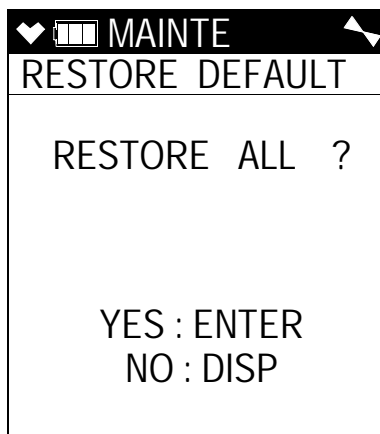 MAINTE
RESTORE DEFAULT
RESTORE ALL ?
YES : ENTER
NO : DISP